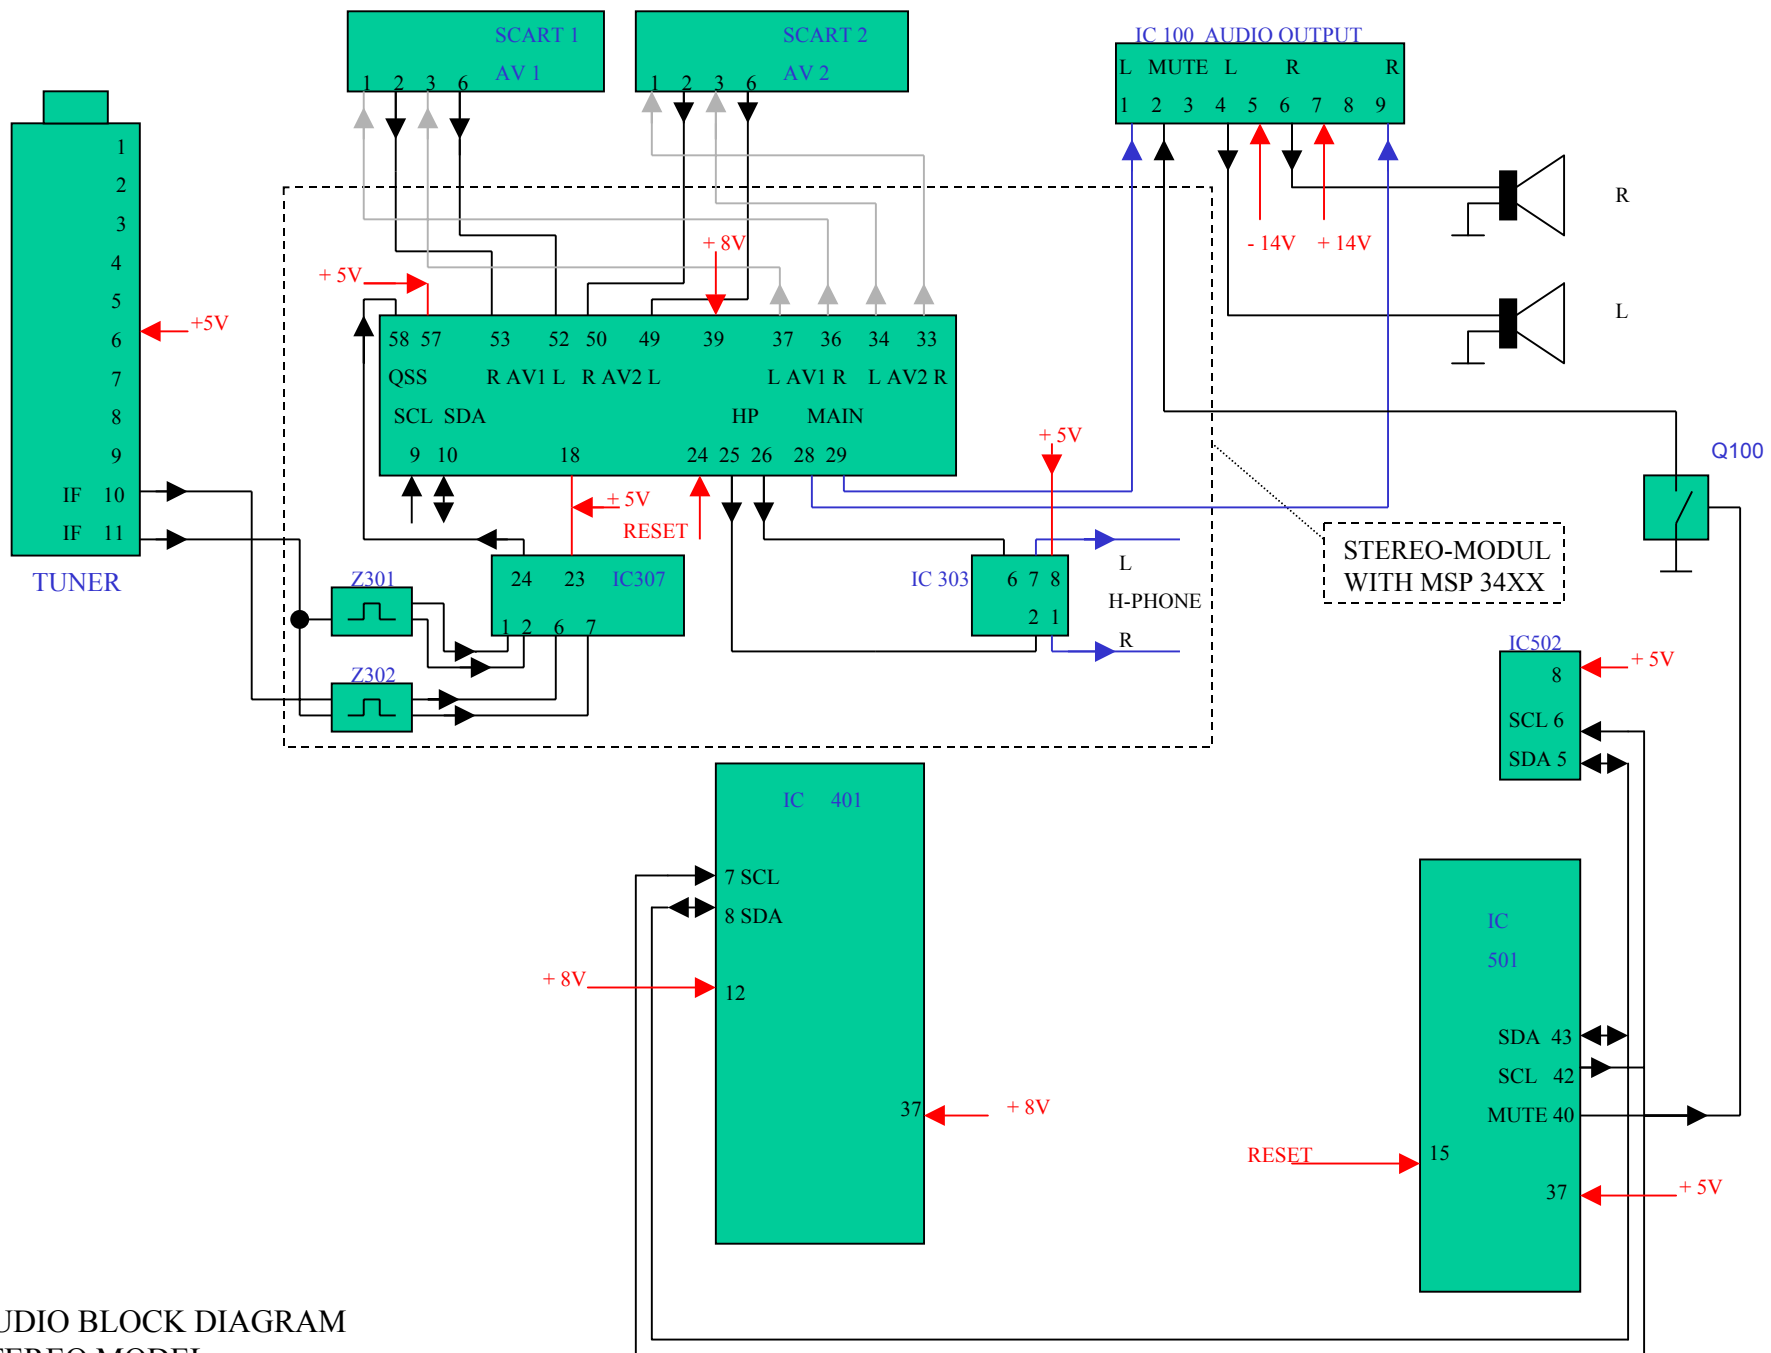 SCART 1
AV 1
1 2 3 6
SCART 2
AV 2
1 2 3 6
IC 100 AUDIO OUTPUT
L MUTE L R R
1 2 3 4 5 6 7 8 9
- 14V + 14V
R
L
1
2
3
4
5
6
7
8
9
IF 10
IF 11
+5V
TUNER
+ 5V
+ 8V
58 57 53 52 50 49 39 37 36 34 33
QSS R AV1 L R AV2 L L AV1 R L AV2 R
SCL SDA HP MAIN
9 10 18 24 25 26 28 29
+ 5V
RESET
+ 5V
Z301
Z302
24 23 IC307
1 2 6 7
IC 303 6 7 8
2 1
L
H-PHONE
R
STEREO-MODUL
WITH MSP 34XX
Q100
IC502
8
+ 5V
SCL 6
SDA 5
IC 401
7 SCL
8 SDA
+ 8V
12
37
+ 8V
IC
501
SDA 43
SCL 42
MUTE 40
RESET
15
37
+ 5V
UDIO BLOCK DIAGRAM
TEREO MODEL